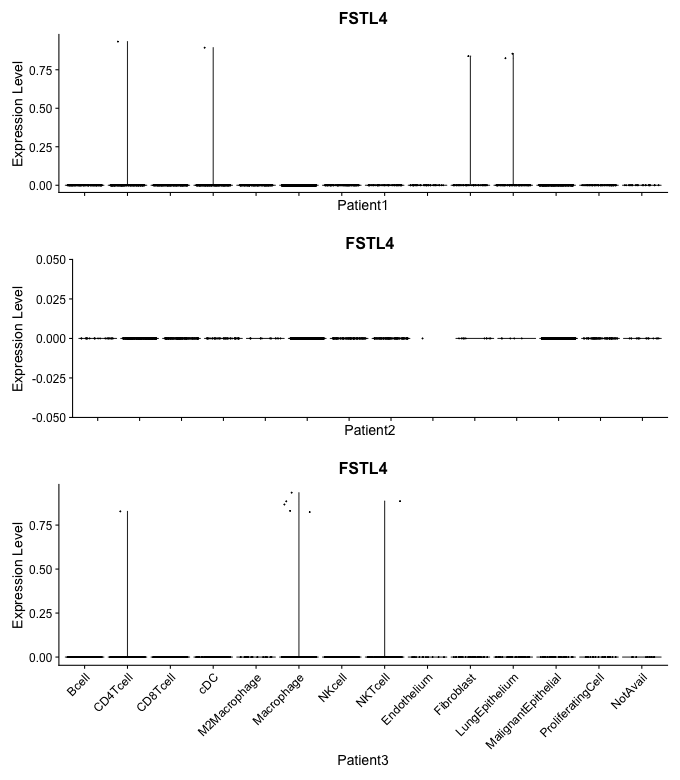 FSTL4
Expression Level
0.75
0.50
0.25
0.00
Patient1
FSTL4
Expression Level
0.050
0.025
0.000
-0.025
-0.050
Patient2
FSTL4
Expression Level
0.75
0.50
0.25
0.00
Bcell
CD4Tcell
CD8Tcell
cDC
M2Macrophage
Macrophage
NKcell
NKTcell
Endothelium
Fibroblast
LungEpithelium
MalignantEpithelial
ProliferatingCell
NotAvail
Patient3